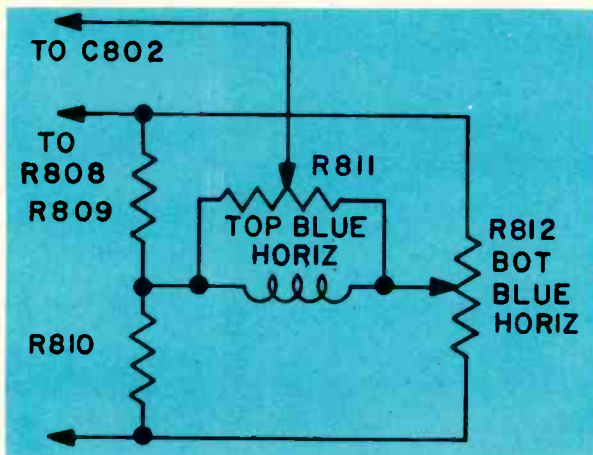 TO C802
TO
R808
R809
R811
TOP BLUE
HORIZ
R812
BOT
BLUE
HORIZ
R810